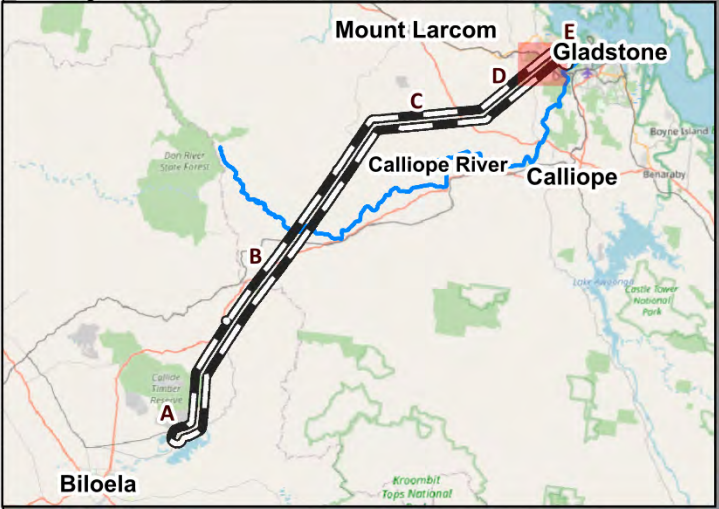 Mount Larcom
E
Gladstone
D
C
Don River
State Forest
Boyne Island
Calliope River
Calliope
Benaraby
B
Lake Awoonga
Castle Tower
National
Park
Callide
Timber
Reserve
A
Biloela
Kroombit
Tops National